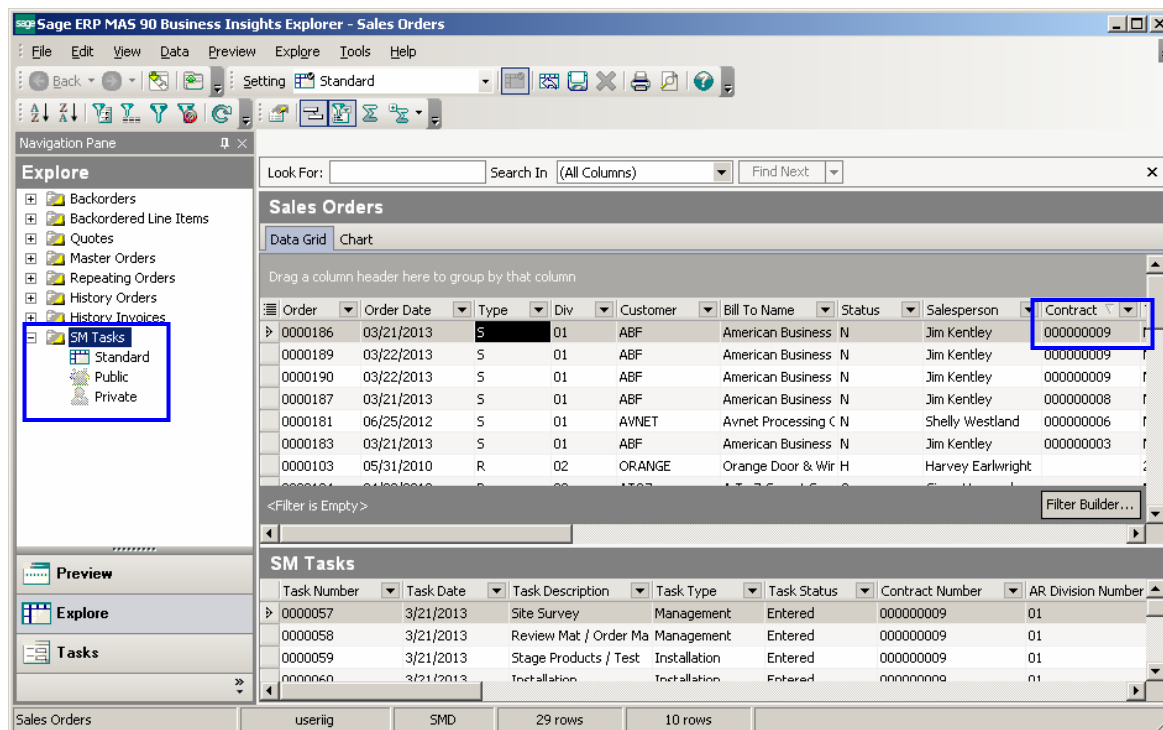 sage Sage ERP MAS 90 Business Insights Explorer - Sales Orders
File Edit View Data Preview Explore Tools Help
Back Setting Standard
Navigation Pane
Explore
Backorders
Backordered Line Items
Quotes
Master Orders
Repeating Orders
History Orders
History Invoices
SM Tasks
Standard
Public
Private
Preview
Explore
Tasks
Look For: Search In (All Columns) Find Next
Sales Orders
Data Grid Chart
Drag a column header here to group by that column
Order Order Date Type Div Customer Bill To Name Status Salesperson Contract
0000186 03/21/2013 S 01 ABF American Business N Jim Kentley 000000009
0000189 03/22/2013 S 01 ABF American Business N Jim Kentley 000000009
0000190 03/22/2013 S 01 ABF American Business N Jim Kentley 000000009
0000187 03/21/2013 S 01 ABF American Business N Jim Kentley 000000008
0000181 06/25/2012 S 01 AVNET Avnet Processing C N Shelly Westland 000000006
0000183 03/21/2013 S 01 ABF American Business N Jim Kentley 000000003
0000103 05/31/2010 R 02 ORANGE Orange Door & Wir H Harvey Earlwright
<Filter is Empty> Filter Builder...
SM Tasks
Task Number Task Date Task Description Task Type Task Status Contract Number AR Division Number
0000057 3/21/2013 Site Survey Management Entered 000000009 01
0000058 3/21/2013 Review Mat / Order Ma Management Entered 000000009 01
0000059 3/21/2013 Stage Products / Test Installation Entered 000000009 01
0000060 3/21/2013 Installation Installation Entered 000000009 01
Sales Orders useriig SMD 29 rows 10 rows